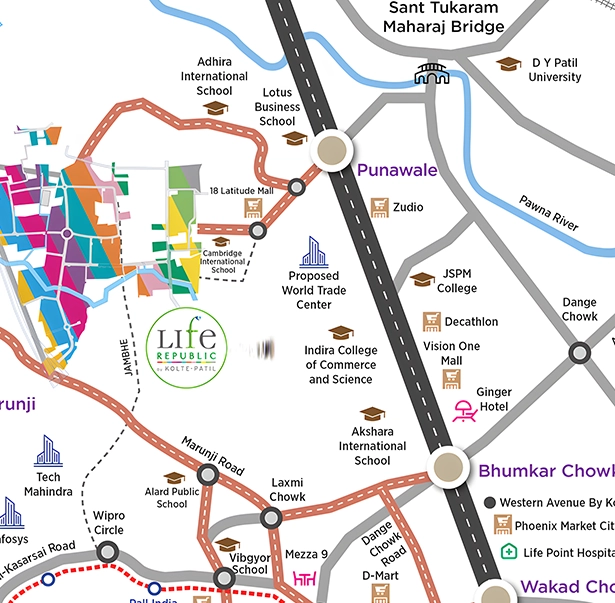 Sant Tukaram
Maharaj Bridge
D Y Patil
University
Adhira
International
School
Lotus
Business
School
Punawale
18 Latitude Mall
Zudio
Pawna River
Cambridge
International
School
Proposed
World Trade
Center
JSPM
College
Dange
Chowk
Decathlon
LIfe
REPUBLIC
by KOLTE-PATIL
JAMBHE
Indira College
of Commerce
and Science
Vision One
Mall
Ginger
Hotel
runji
Akshara
International
School
Marunji Road
Tech
Mahindra
Alard Public
School
Laxmi
Chowk
Bhumkar Chowk
Western Avenue By Ko
Phoenix Market Cit
Life Point Hospita
nfosys
Wipro
Circle
i-Kasarsai Road
Vibgyor
School
Mezza 9
Dange
Chowk
Road
D-Mart
Wakad Cho
Dall India